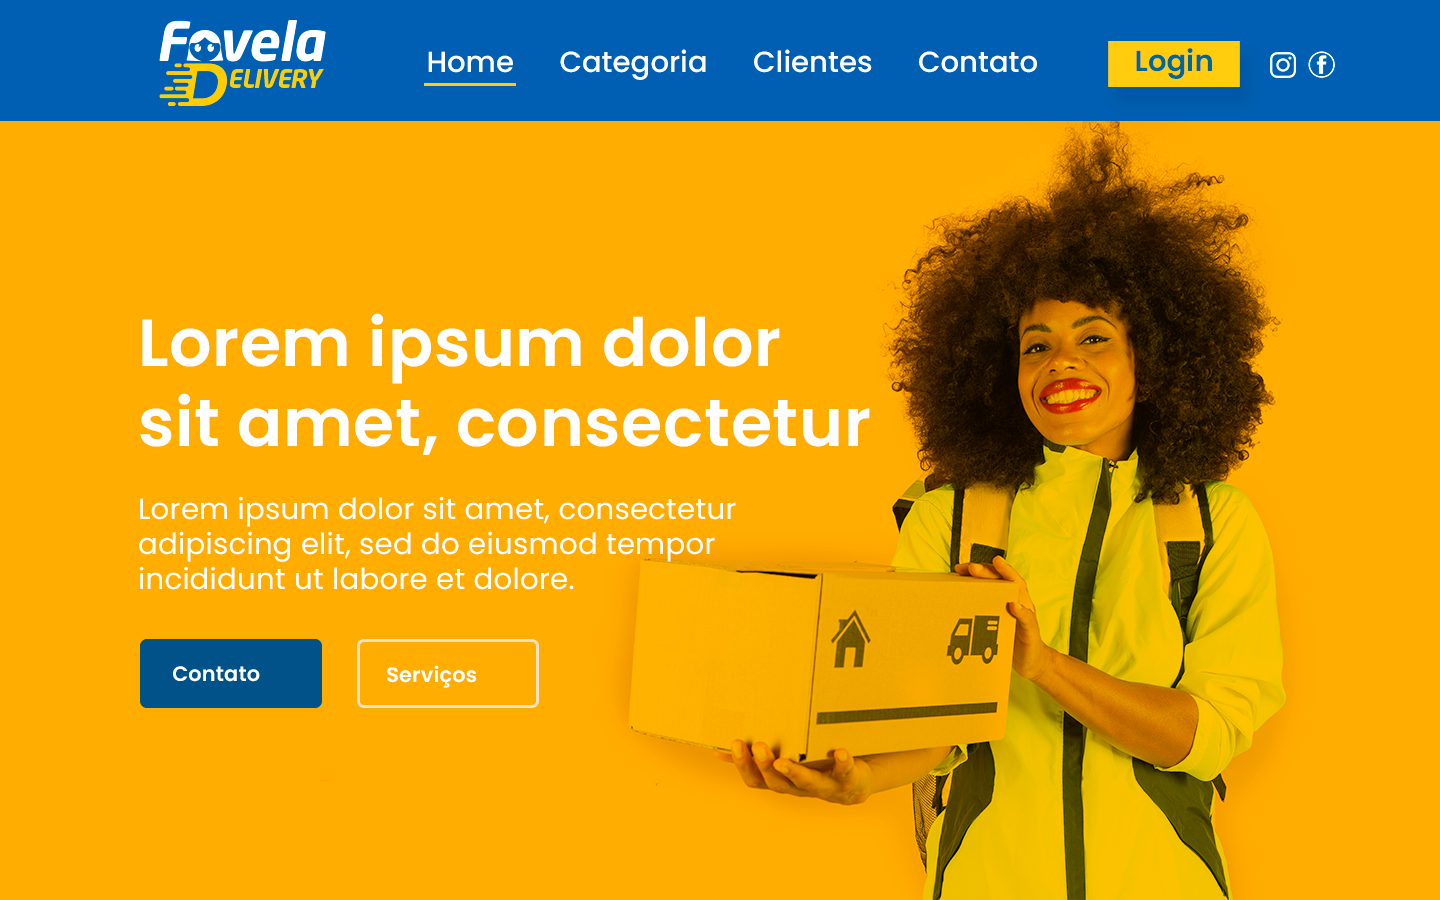 Favela
DELIVERY
Home
Categoria
Clientes
Contato
Login
Lorem ipsum dolor
sit amet, consectetur
Lorem ipsum dolor sit amet, consectetur
adipiscing elit, sed do eiusmod tempor
incididunt ut labore et dolore.
Contato
Serviços